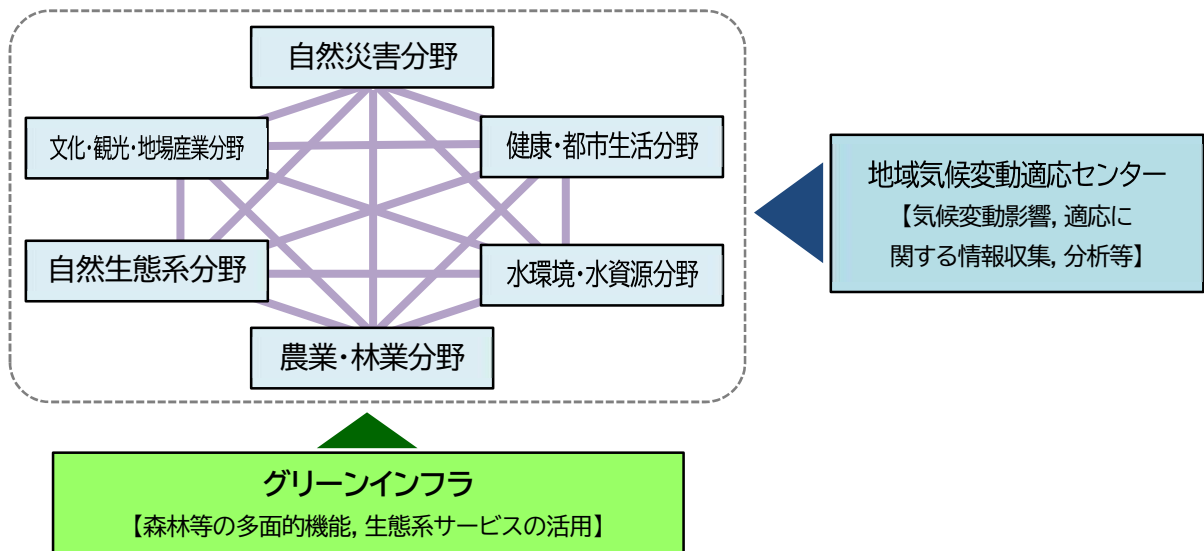 自然災害分野
文化・観光・地場産業分野
健康・都市生活分野
自然生態系分野
水環境・水資源分野
農業・林業分野
地域気候変動適応センター
【気候変動影響, 適応に
関する情報収集, 分析等】
グリーンインフラ
【森林等の多面的機能, 生態系サービスの活用】